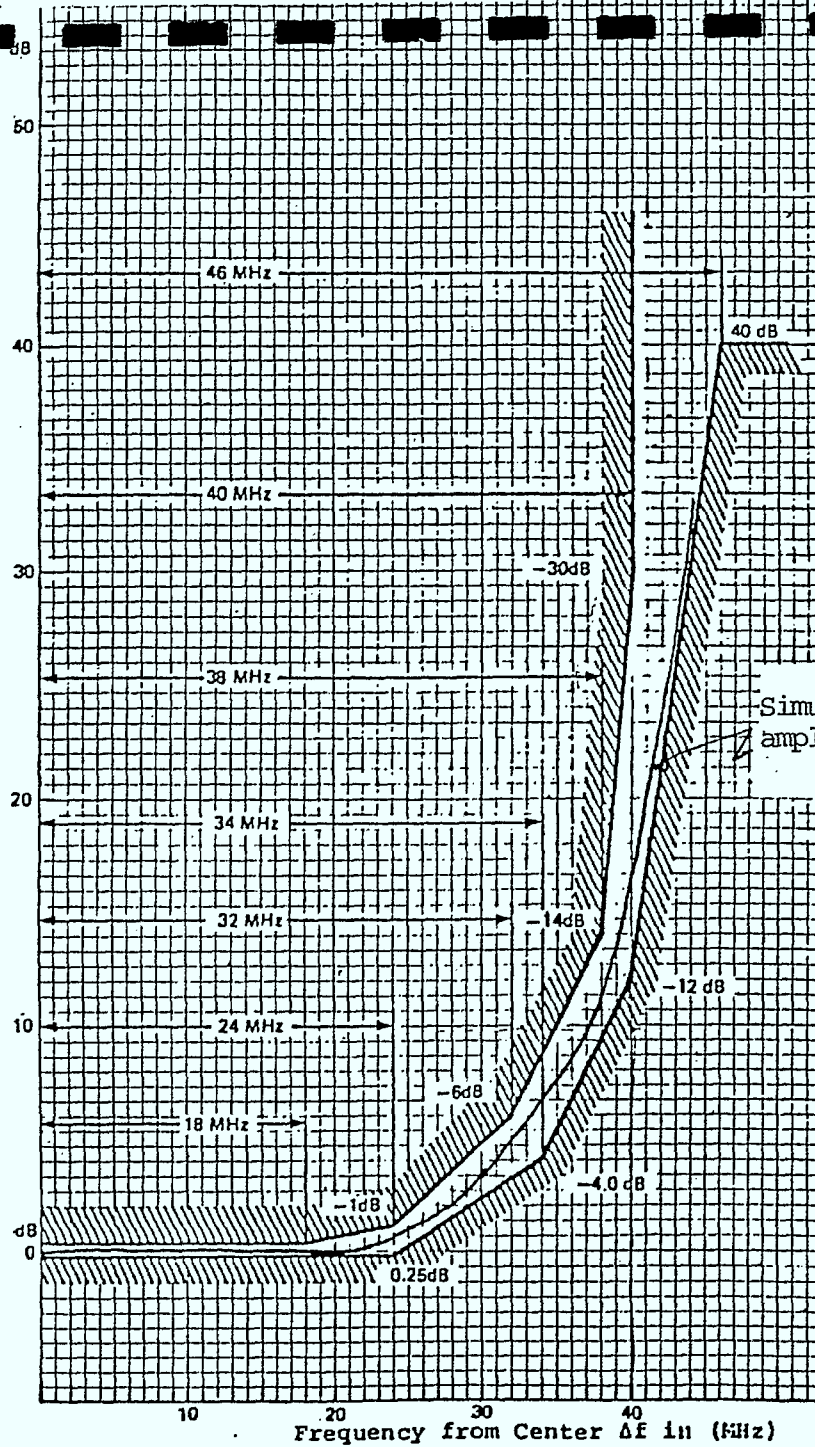 dB
50
46 MHz
40 dB
40
40 MHz
-30dB
30
38 MHz
20
34 MHz
32 MHz
-14dB
-12 dB
10
24 MHz
-6dB
18 MHz
-4.0 dB
-1dB
dB
0
0.25dB
10
20
30
40
Frequency from Center Δf in (MHz)